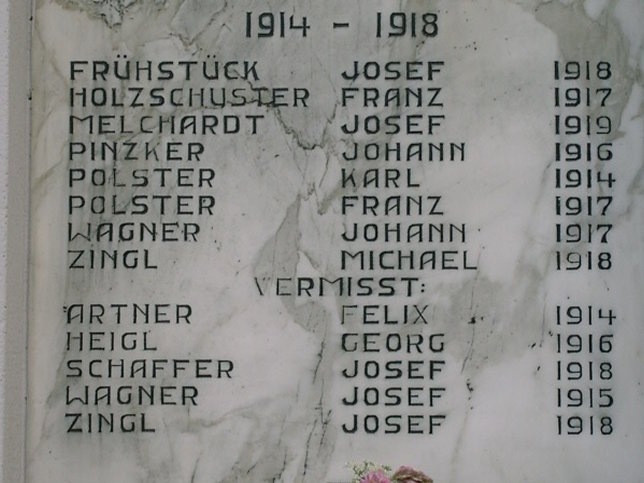 1914 - 1918
FRÜHSTÜCK JOSEF 1918
HOLZSCHUSTER FRANZ 1917
MELCHARDT JOSEF 1919
PINZKER JOHANN 1916
POLSTER KARL 1914
POLSTER FRANZ 1917
WAGNER JOHANN 1917
ZINGL MICHAEL 1918
VERMISST:
ARTNER FELIX 1914
HEIGL GEORG 1916
SCHAFFER JOSEF 1918
WAGNER JOSEF 1915
ZINGL JOSEF 1918